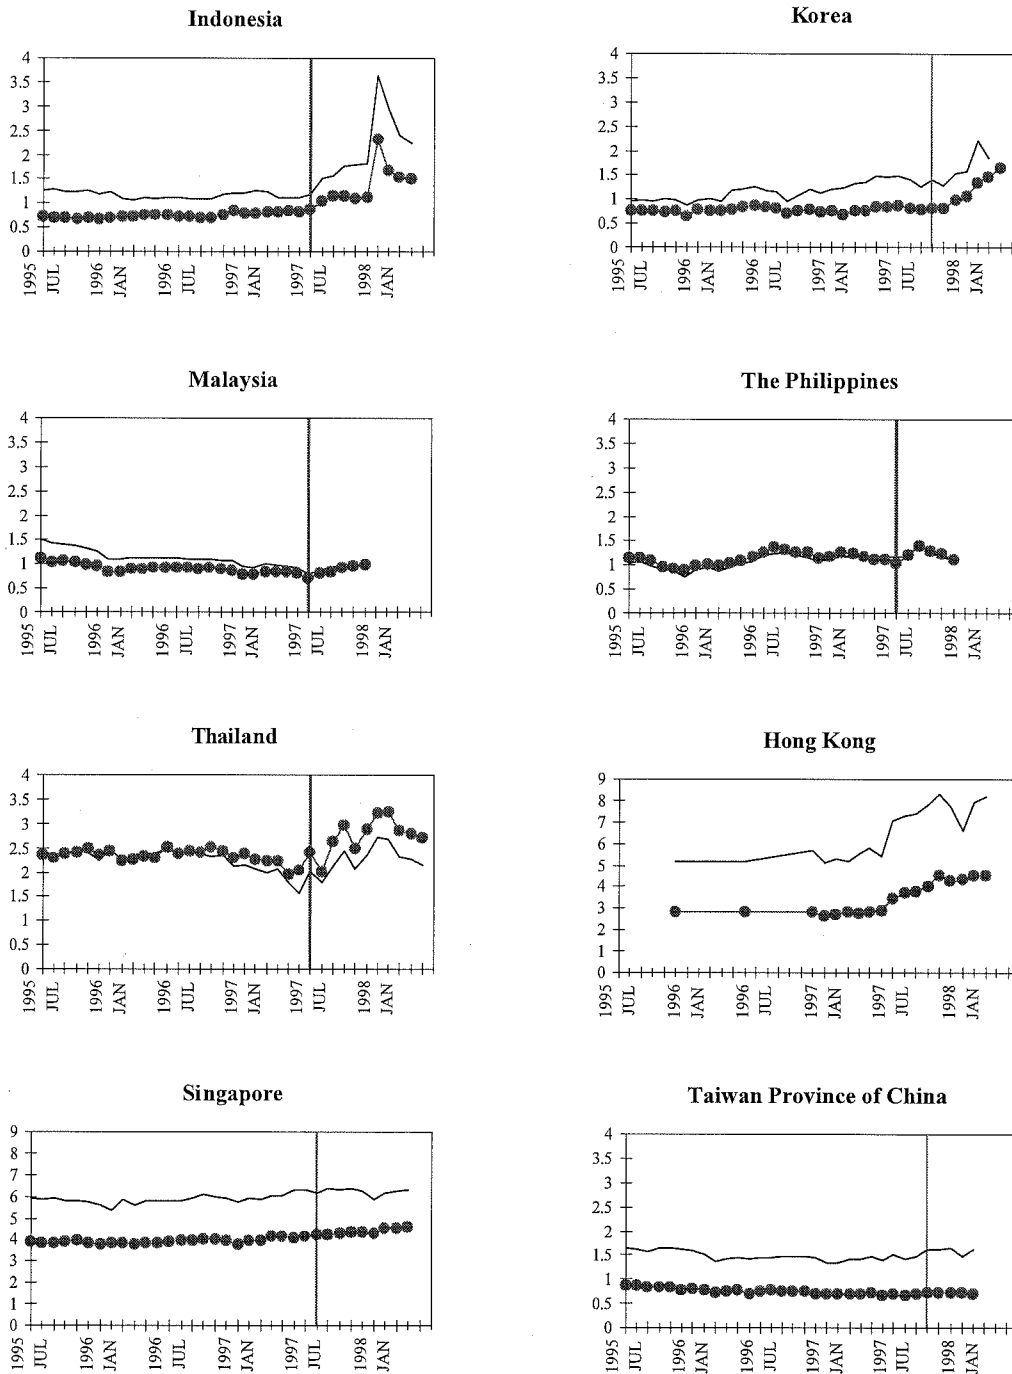 Indonesia
4
3.5
3
2.5
2
1.5
1
0.5
0
1995
JUL
1996
JAN
1996
JUL
1997
JAN
1997
JUL
1998
JAN
Korea
4
3.5
3
2.5
2
1.5
1
0.5
0
1995
JUL
1996
JAN
1996
JUL
1997
JAN
1997
JUL
1998
JAN
Malaysia
4
3.5
3
2.5
2
1.5
1
0.5
0
1995
JUL
1996
JAN
1996
JUL
1997
JAN
1997
JUL
1998
JAN
The Philippines
4
3.5
3
2.5
2
1.5
1
0.5
0
1995
JUL
1996
JAN
1996
JUL
1997
JAN
1997
JUL
1998
JAN
Thailand
4
3.5
3
2.5
2
1.5
1
0.5
0
1995
JUL
1996
JAN
1996
JUL
1997
JAN
1997
JUL
1998
JAN
Hong Kong
9
8
7
6
5
4
3
2
1
0
1995
JUL
1996
JAN
1996
JUL
1997
JAN
1997
JUL
1998
JAN
Singapore
9
8
7
6
5
4
3
2
1
0
1995
JUL
1996
JAN
1996
JUL
1997
JAN
1997
JUL
1998
JAN
Taiwan Province of China
4
3.5
3
2.5
2
1.5
1
0.5
0
1995
JUL
1996
JAN
1996
JUL
1997
JAN
1997
JUL
1998
JAN